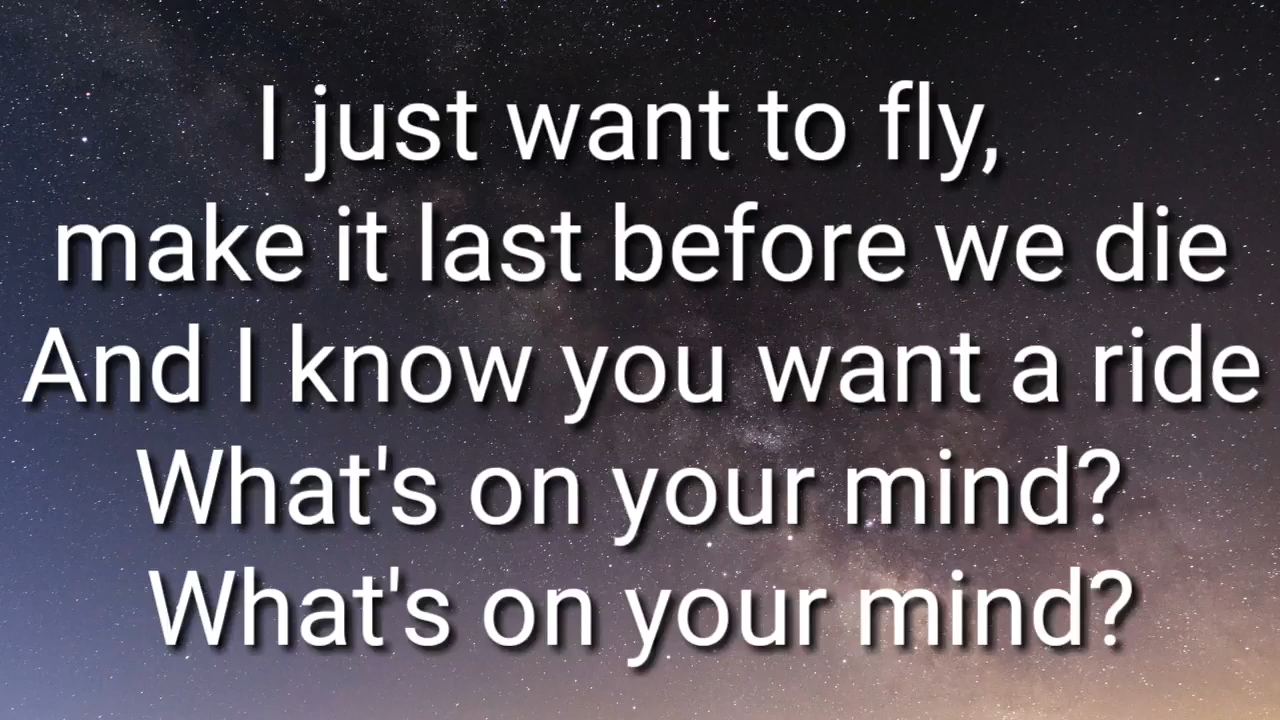 I just want to fly,
make it last before we die
And I know you want a ride
What's on your mind?
What's on your mind?